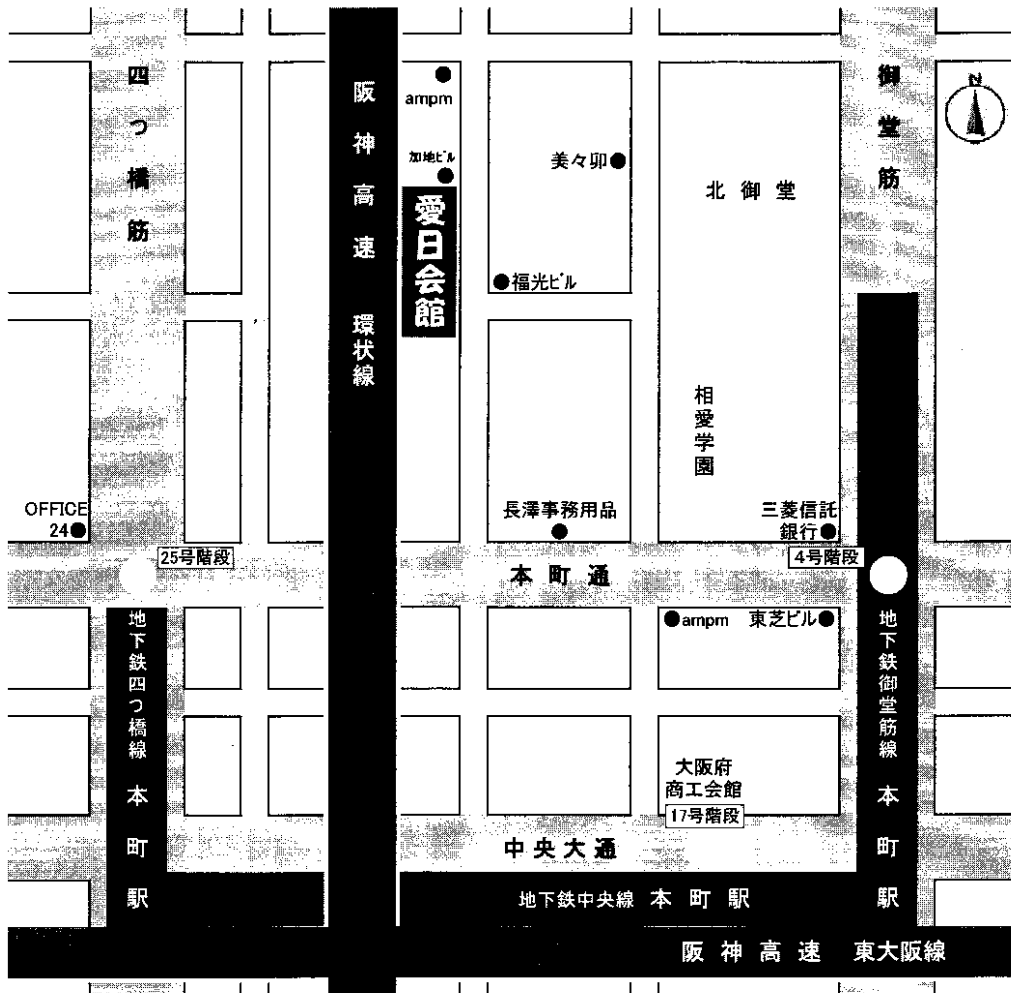 四つ橋筋
阪神高速 環状線
御堂筋
N
ampm
加地ビル
愛日会館
美々卯
北御堂
福光ビル
相愛学園
OFFICE
24
長澤事務用品
三菱信託
銀行
25号階段
4号階段
本町通
ampm
東芝ビル
地下鉄四つ橋線 本町駅
地下鉄御堂筋線 本町駅
大阪府
商工会館
17号階段
中央大通
地下鉄中央線 本町駅
阪神高速 東大阪線